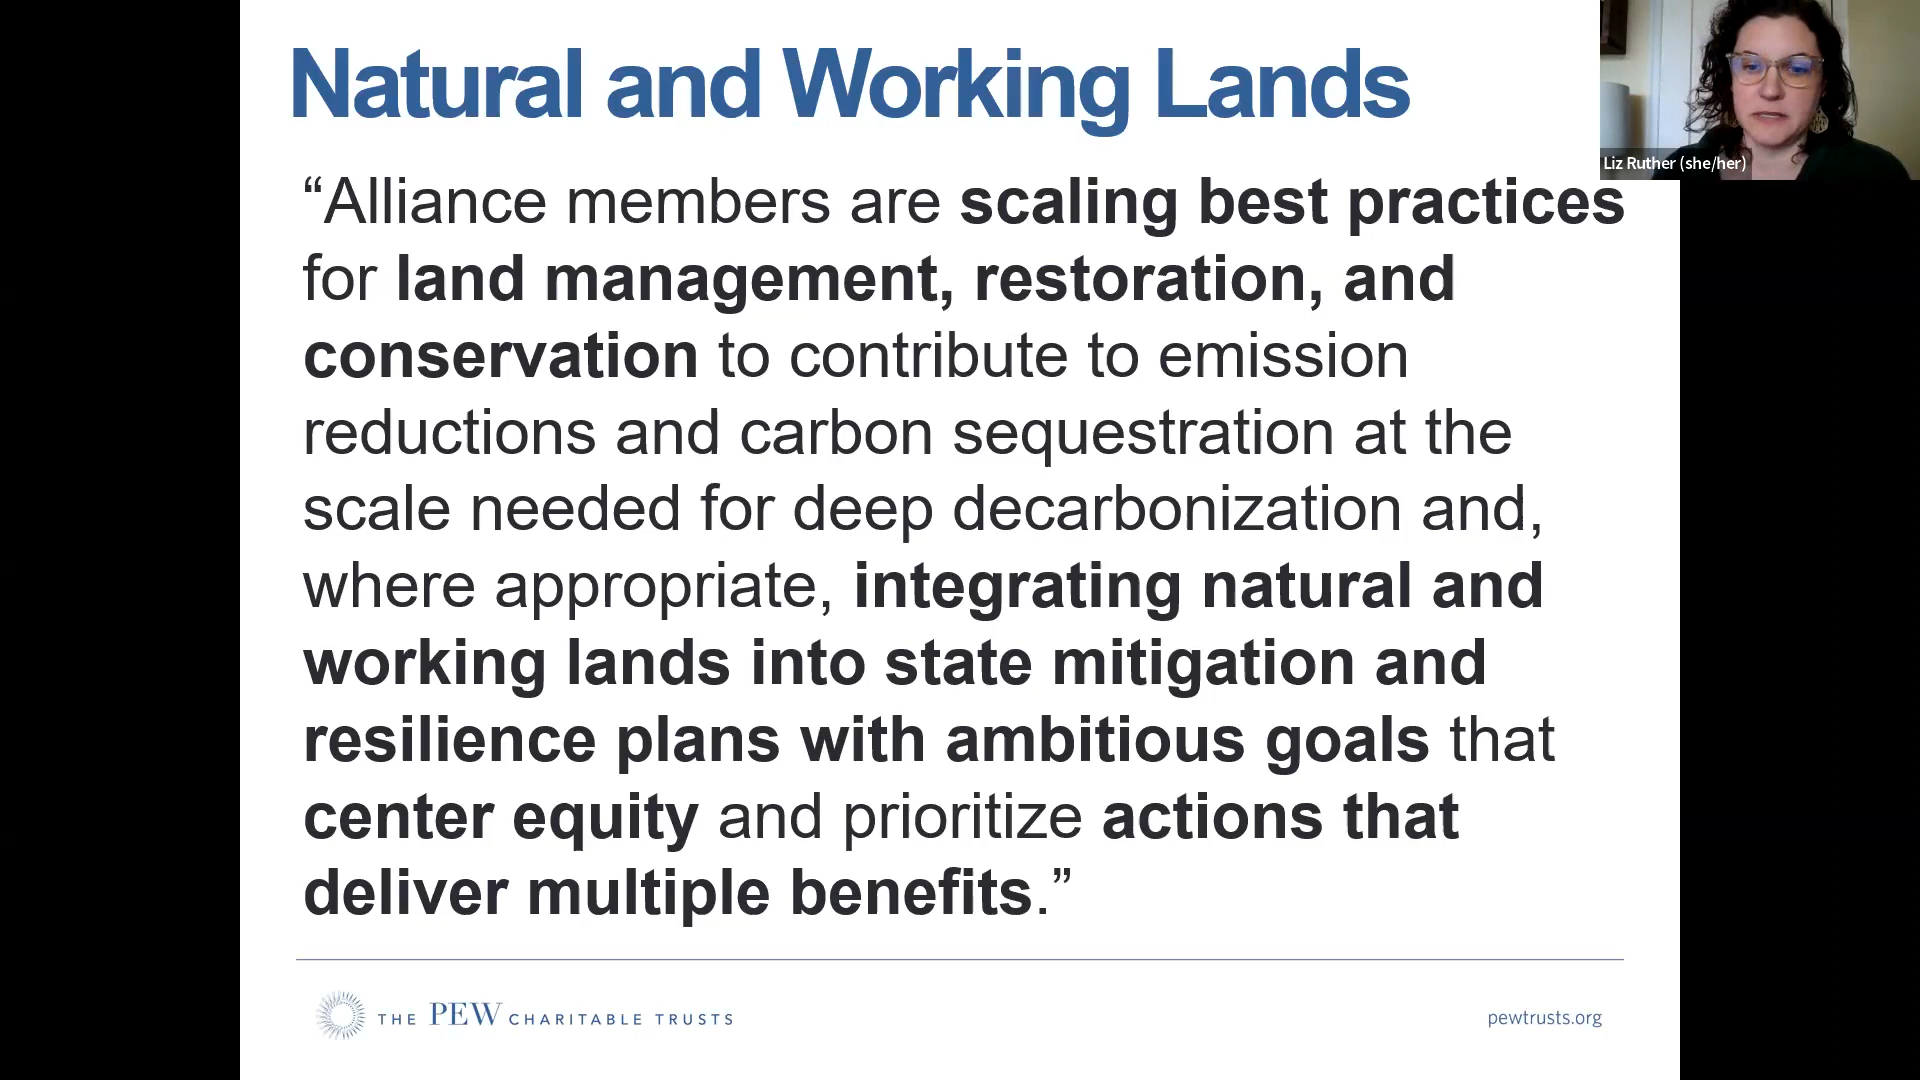 Natural and Working Lands
Liz Ruther (she/her)
“Alliance members are scaling best practices
for land management, restoration, and
conservation to contribute to emission
reductions and carbon sequestration at the
scale needed for deep decarbonization and,
where appropriate, integrating natural and
working lands into state mitigation and
resilience plans with ambitious goals that
center equity and prioritize actions that
deliver multiple benefits.”
THE PEW CHARITABLE TRUSTS
pewtrusts.org